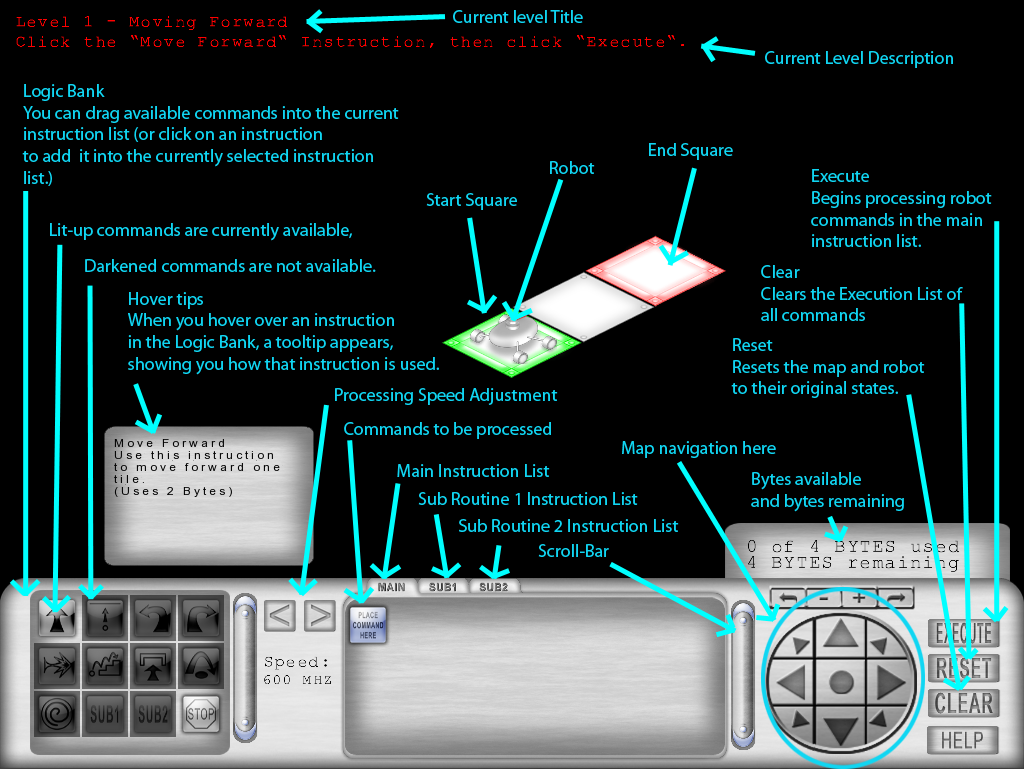 Level 1 - Moving Forward
Click the "Move Forward" Instruction, then click "Execute".
Current level Title
Current Level Description
Logic Bank
You can drag available commands into the current
instruction list (or click on an instruction
to add it into the currently selected instruction
list.)
Lit-up commands are currently available,
Darkened commands are not available.
Hover tips
When you hover over an instruction
in the Logic Bank, a tooltip appears,
showing you how that instruction is used.
Start Square
Robot
End Square
Execute
Begins processing robot
commands in the main
instruction list.
Clear
Clears the Execution List of
all commands
Reset
Resets the map and robot
to their original states.
Processing Speed Adjustment
Commands to be processed
Main Instruction List
Sub Routine 1 Instruction List
Sub Routine 2 Instruction List
Scroll-Bar
Map navigation here
Bytes available
and bytes remaining
Move Forward
Use this instruction
to move forward one
tile.
(Uses 2 Bytes)
0 of 4 BYTES used
4 BYTES remaining
MAIN
SUB1
SUB2
PLACE
COMMAND
HERE
Speed:
600 MHZ
SUB1
SUB2
STOP
EXECUTE
RESET
CLEAR
HELP